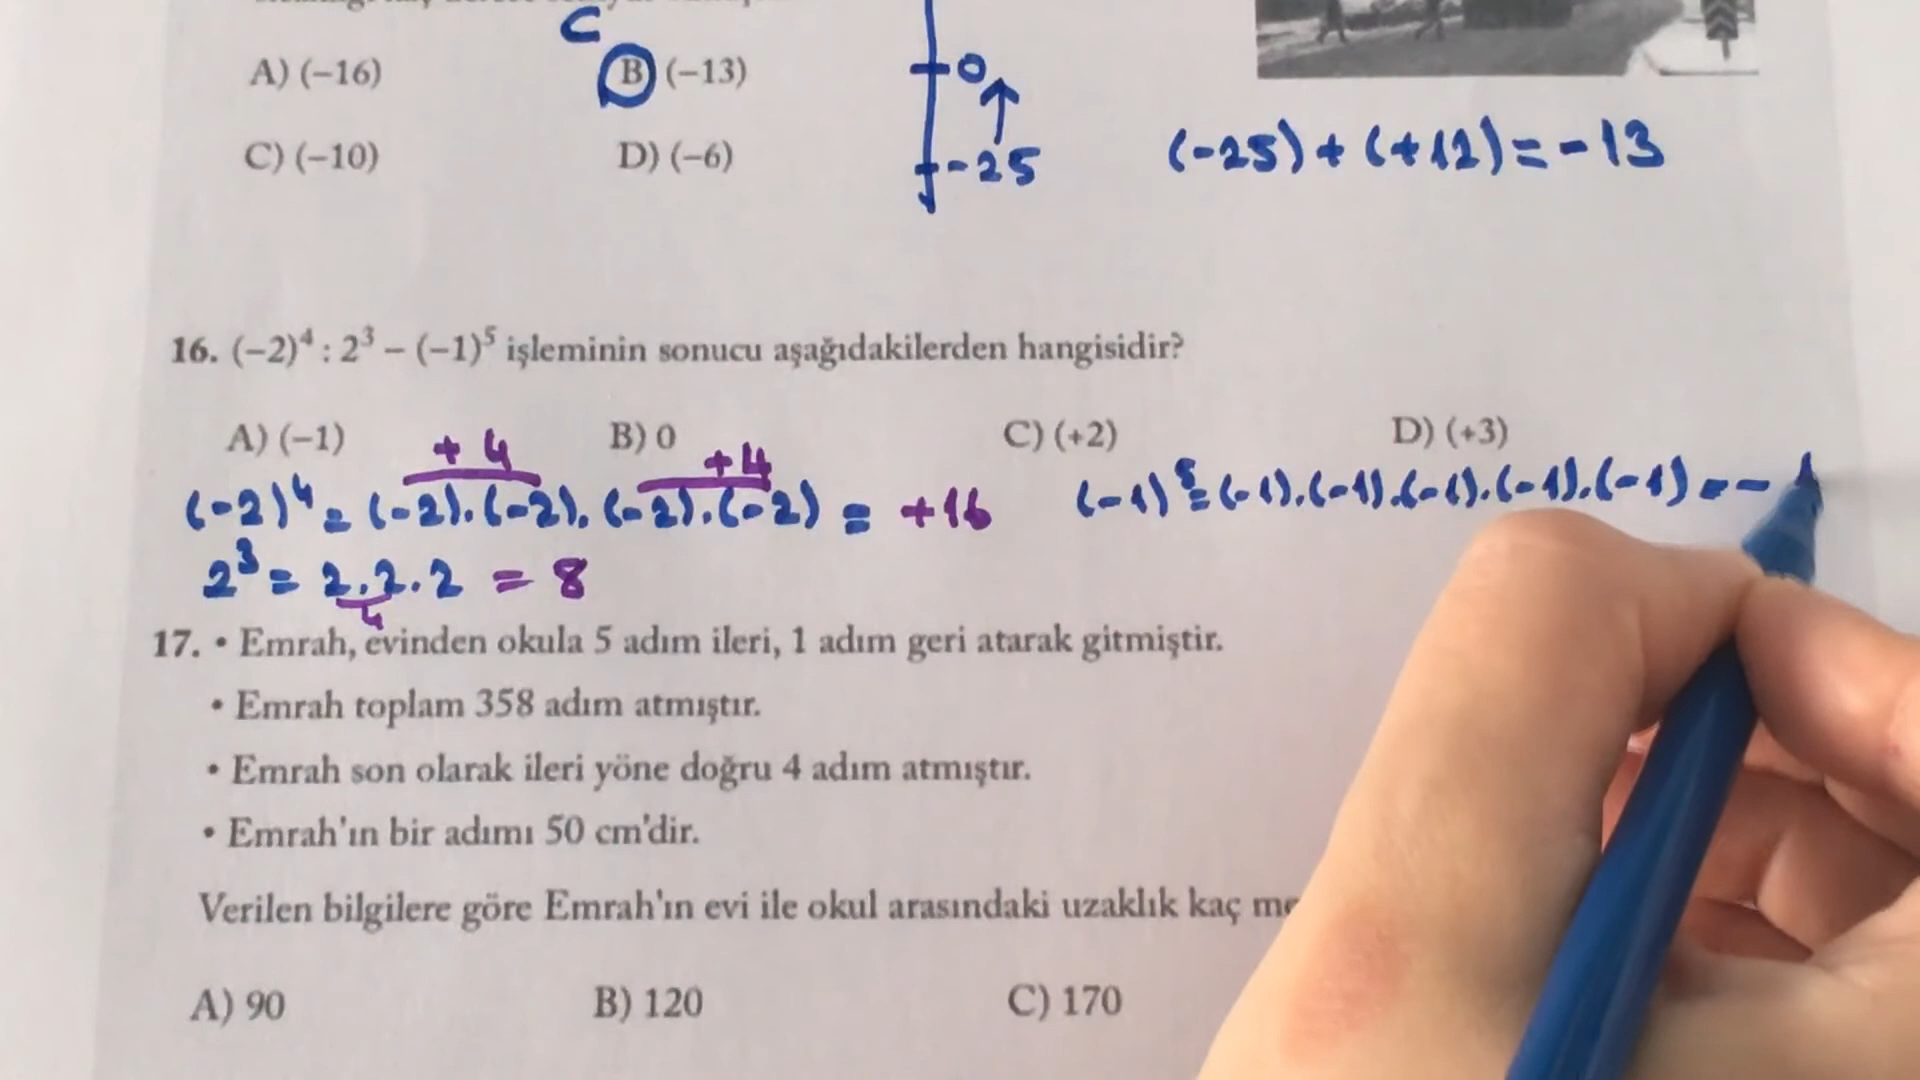 C
A) (−16)
B) (−13)
0
C) (−10)
D) (−6)
-25
(-25) + (+12) = -13
16. (−2)⁴ : 2³ − (−1)⁵ işleminin sonucu aşağıdakilerden hangisidir?
A) (−1)
B) 0
C) (+2)
D) (+3)
+4
+4
(-2)⁴ = (-2).(-2).(-2).(-2) = +16
(-1)⁵ = (-1).(-1).(-1).(-1).(-1) = - 1
2³ = 2.2.2 = 8
4
17. • Emrah, evinden okula 5 adım ileri, 1 adım geri atarak gitmiştir.
• Emrah toplam 358 adım atmıştır.
• Emrah son olarak ileri yöne doğru 4 adım atmıştır.
• Emrah'ın bir adımı 50 cm'dir.
Verilen bilgilere göre Emrah'ın evi ile okul arasındaki uzaklık kaç
A) 90
B) 120
C) 170